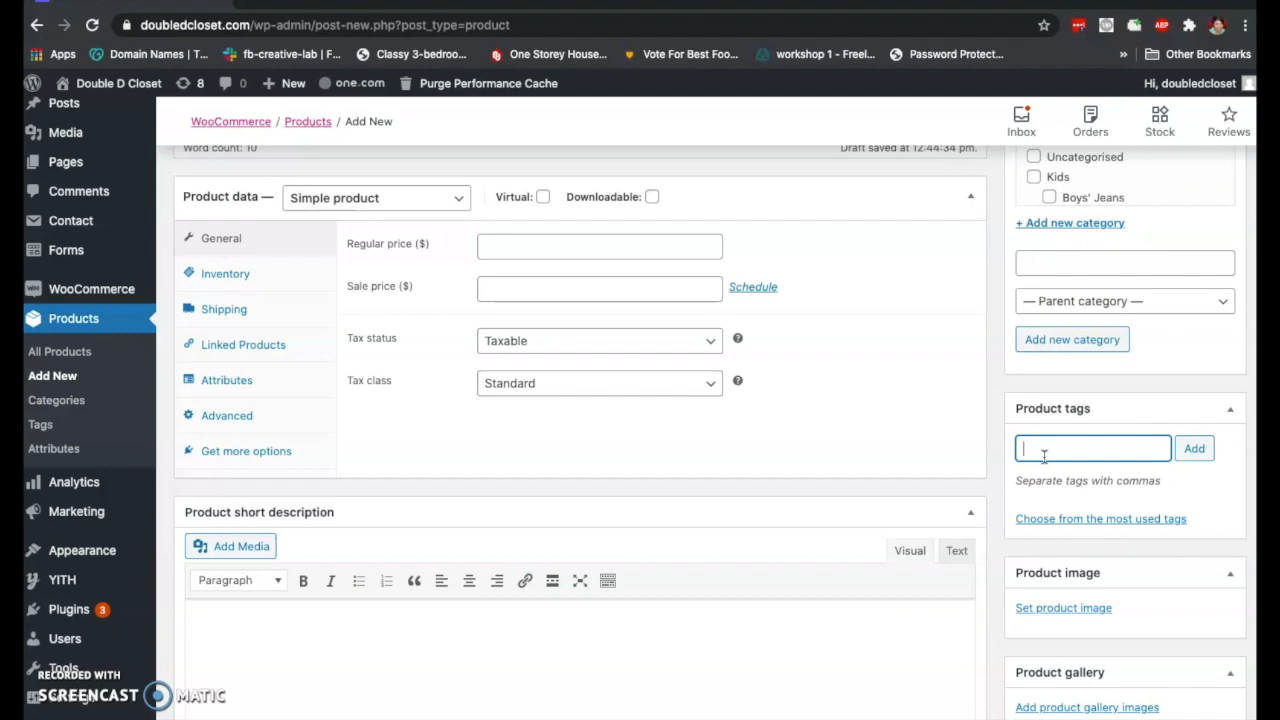 doubledcloset.com/wp-admin/post-new.php?post_type=product
ABP
Apps
Domain Names | T...
fb-creative-lab | F...
Classy 3-bedroo...
One Storey House...
Vote For Best Foo...
workshop 1 – Freel...
Password Protect...
»
Other Bookmarks
Double D Closet
8
0
New
one.com
Purge Performance Cache
Hi, doubledcloset
Posts
Media
Pages
Comments
Contact
Forms
WooCommerce
Products
All Products
Add New
Categories
Tags
Attributes
Analytics
Marketing
Appearance
YITH
Plugins 3
Users
Tools
RECORDED WITH
SCREENCAST MATIC
WooCommerce / Products / Add New
Inbox
Orders
Stock
Reviews
Word count: 10
Draft saved at 12:44:34 pm.
Product data —
Simple product
Virtual:
Downloadable:
General
Inventory
Shipping
Linked Products
Attributes
Advanced
Get more options
Regular price ($)
Sale price ($)
Schedule
Tax status
Taxable
Tax class
Standard
Product short description
Add Media
Visual
Text
Paragraph
B
I
Uncategorised
Kids
Boys' Jeans
+ Add new category
— Parent category —
Add new category
Product tags
Add
Separate tags with commas
Choose from the most used tags
Product image
Set product image
Product gallery
Add product gallery images